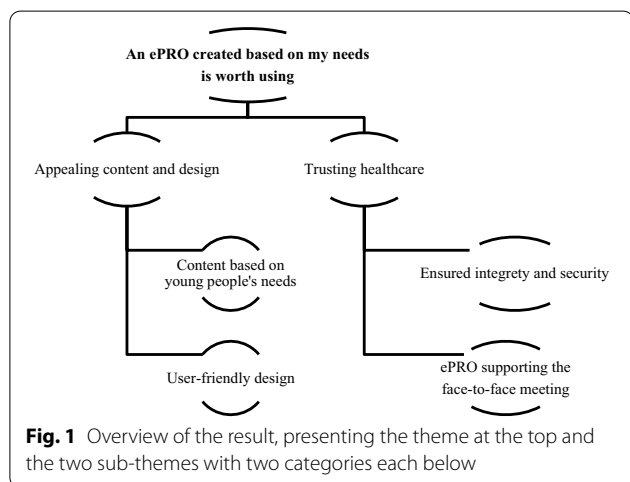 An ePRO created based on my needs
is worth using
Appealing content and design
Trusting healthcare
Content based on
young people's needs
Ensured integrety and security
User-friendly design
ePRO supporting the
face-to-face meeting
Fig. 1 Overview of the result, presenting the theme at the top and
the two sub-themes with two categories each below